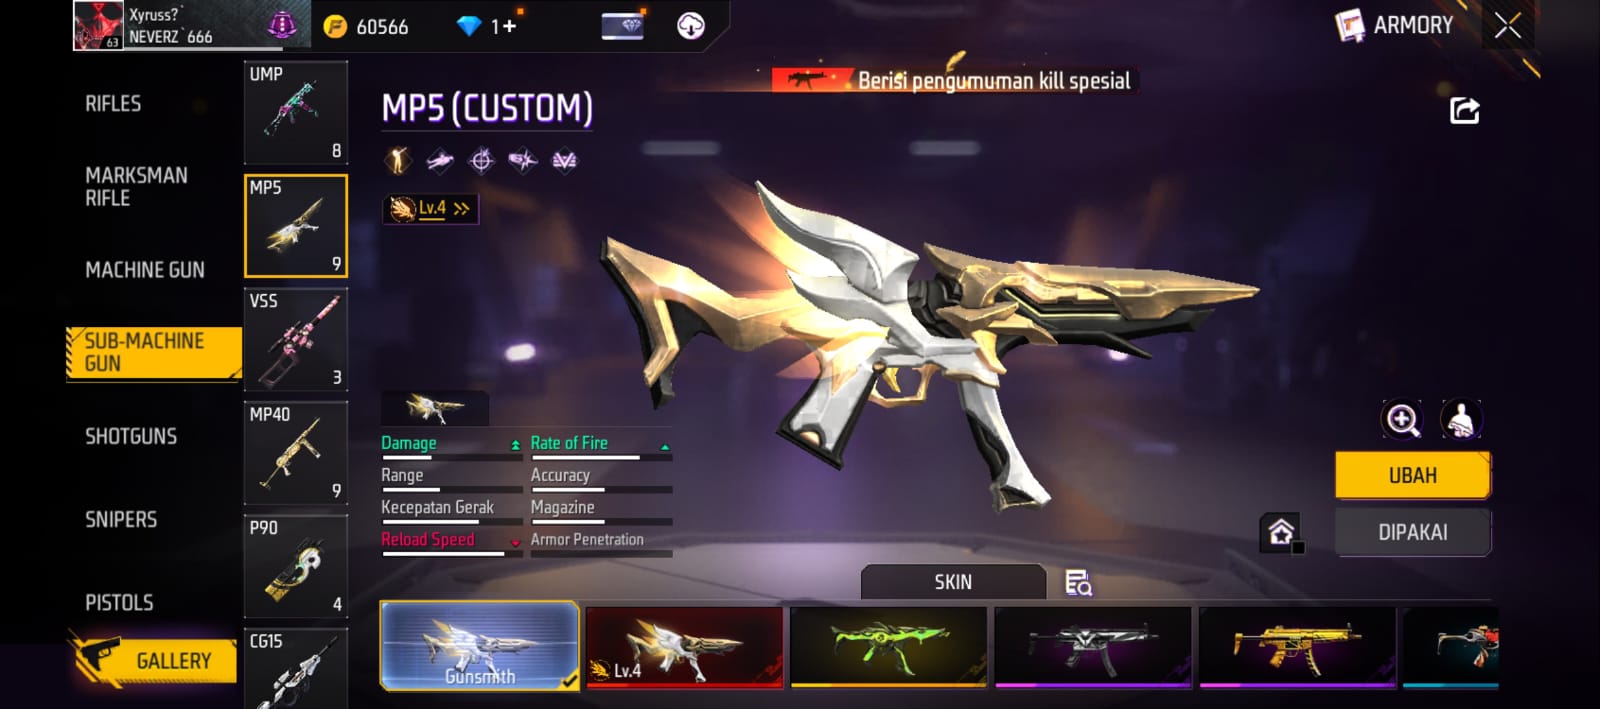 Xyruss?`
NEVERZ`666
63
60566
1+
ARMORY
RIFLES
MARKSMAN
RIFLE
MACHINE GUN
SUB-MACHINE
GUN
SHOTGUNS
SNIPERS
PISTOLS
GALLERY
UMP
8
MP5
9
VSS
3
MP40
9
P90
4
CG15
MP5 (CUSTOM)
Lv.4
Berisi pengumuman kill spesial
Damage
Rate of Fire
Range
Accuracy
Kecepatan Gerak
Magazine
Reload Speed
Armor Penetration
UBAH
DIPAKAI
SKIN
Gunsmith
Lv.4